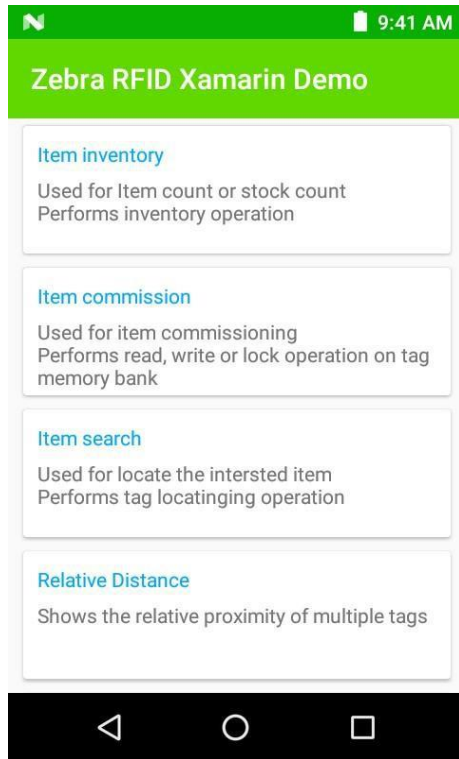 9:41 AM
Zebra RFID Xamarin Demo
Item inventory
Used for Item count or stock count
Performs inventory operation
Item commission
Used for item commissioning
Performs read, write or lock operation on tag
memory bank
Item search
Used for locate the intersted item
Performs tag locatinging operation
Relative Distance
Shows the relative proximity of multiple tags